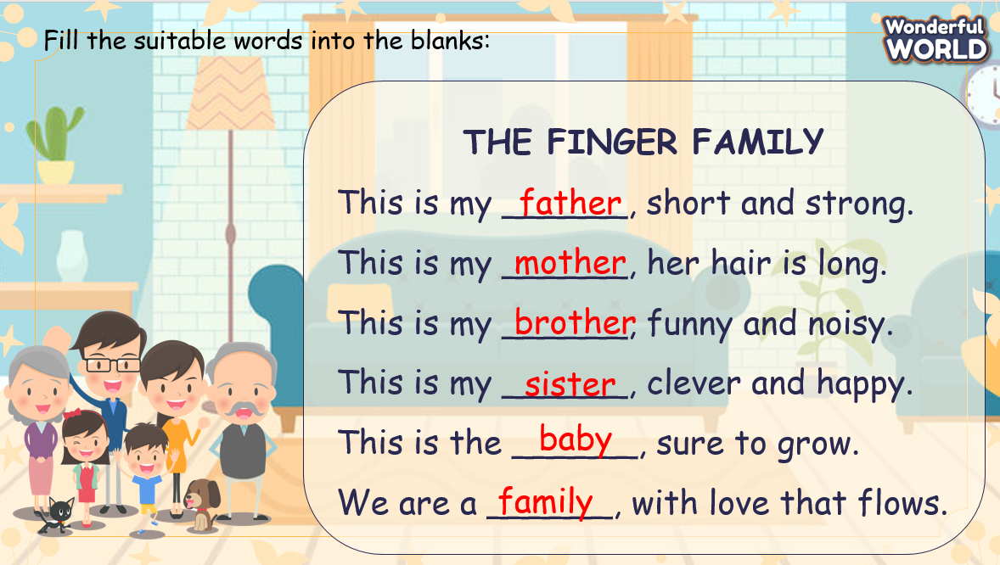 Fill the suitable words into the blanks:
Wonderful
WORLD
THE FINGER FAMILY
This is my father, short and strong.
This is my mother, her hair is long.
This is my brother, funny and noisy.
This is my sister, clever and happy.
This is the baby, sure to grow.
We are a family, with love that flows.